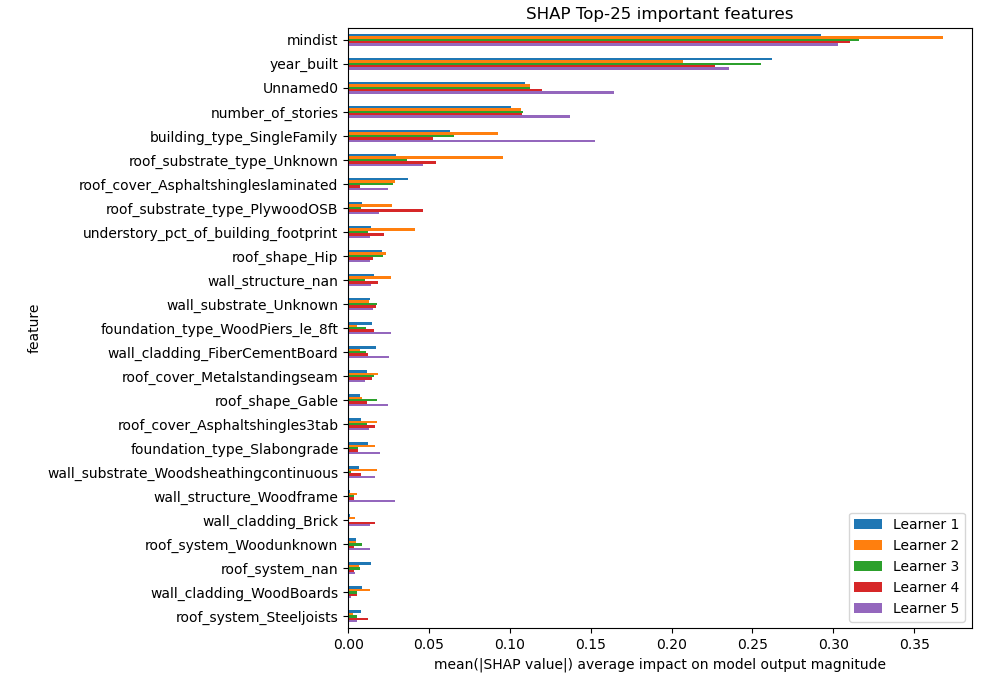 SHAP Top-25 important features
feature
mindist
year_built
Unnamed0
number_of_stories
building_type_SingleFamily
roof_substrate_type_Unknown
roof_cover_Asphaltshingleslaminated
roof_substrate_type_PlywoodOSB
understory_pct_of_building_footprint
roof_shape_Hip
wall_structure_nan
wall_substrate_Unknown
foundation_type_WoodPiers_le_8ft
wall_cladding_FiberCementBoard
roof_cover_Metalstandingseam
roof_shape_Gable
roof_cover_Asphaltshingles3tab
foundation_type_Slabongrade
wall_substrate_Woodsheathingcontinuous
wall_structure_Woodframe
wall_cladding_Brick
roof_system_Woodunknown
roof_system_nan
wall_cladding_WoodBoards
roof_system_Steeljoists
Learner 1
Learner 2
Learner 3
Learner 4
Learner 5
0.00 0.05 0.10 0.15 0.20 0.25 0.30 0.35
mean(|SHAP value|) average impact on model output magnitude